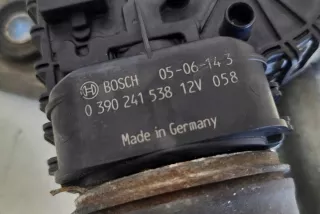 BOSCH 05-06-14 3
0 390 241 538 12V 058
Made in Germany